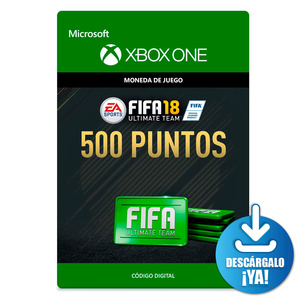 Microsoft
XBOX ONE
MONEDA DE JUEGO
EA
SPORTS
FIFA 18
ULTIMATE TEAM
FIFA
500 PUNTOS
FIFA
ULTIMATE TEAM
CÓDIGO DIGITAL
DESCÁRGALO
¡YA!